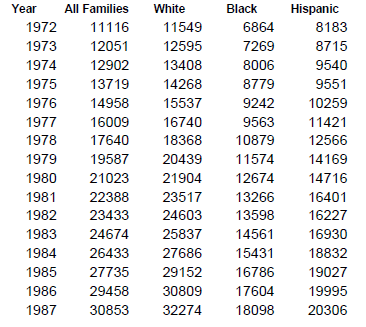 Year All Families White Black Hispanic
1972 11116 11549 6864 8183
1973 12051 12595 7269 8715
1974 12902 13408 8006 9540
1975 13719 14268 8779 9551
1976 14958 15537 9242 10259
1977 16009 16740 9563 11421
1978 17640 18368 10879 12566
1979 19587 20439 11574 14169
1980 21023 21904 12674 14716
1981 22388 23517 13266 16401
1982 23433 24603 13598 16227
1983 24674 25837 14561 16930
1984 26433 27686 15431 18832
1985 27735 29152 16786 19027
1986 29458 30809 17604 19995
1987 30853 32274 18098 20306